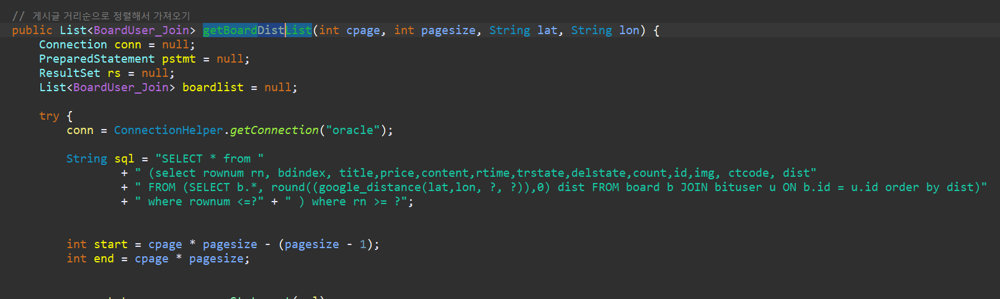 // 게시글 거리순으로 정렬해서 가져오기
public List<BoardUser_Join> getBoardDistList(int cpage, int pagesize, String lat, String lon) {
Connection conn = null;
PreparedStatement pstmt = null;
ResultSet rs = null;
List<BoardUser_Join> boardlist = null;
try {
conn = ConnectionHelper.getConnection("oracle");
String sql = "SELECT * from "
+ " (select rownum rn, bdindex, title,price,content,rtime,trstate,delstate,count,id,img, ctcode, dist"
+ " FROM (SELECT b.*, round((google_distance(lat,lon, ?, ?)),0) dist FROM board b JOIN bituser u ON b.id = u.id order by dist)"
+ " where rownum <=?" + " ) where rn >= ?";
int start = cpage * pagesize - (pagesize - 1);
int end = cpage * pagesize;